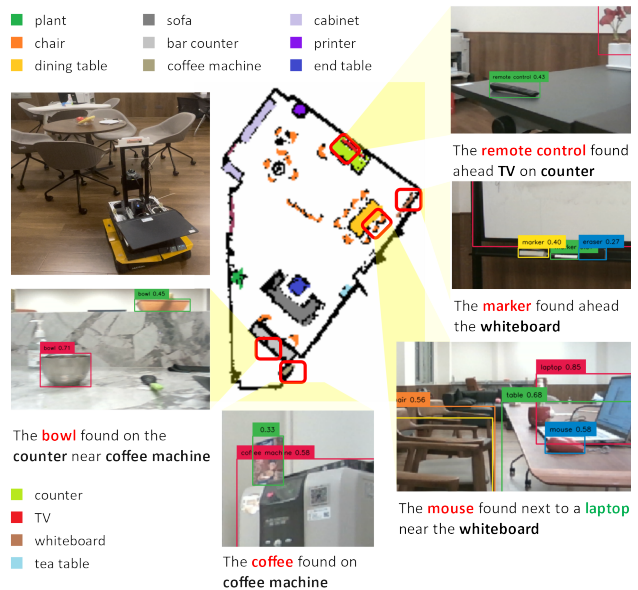 plant
chair
dining table
sofa
bar counter
coffee machine
cabinet
printer
end table
remote control 0.43
The remote control found
ahead TV on counter
marker 0.40
eraser 0.27
The marker found ahead
the whiteboard
bowl 0.45
bowl 0.71
The bowl found on the
counter near coffee machine
laptop 0.85
table 0.68
air 0.56
mouse 0.58
The mouse found next to a laptop
near the whiteboard
0.33
coffee machine 0.58
The coffee found on
coffee machine
counter
TV
whiteboard
tea table